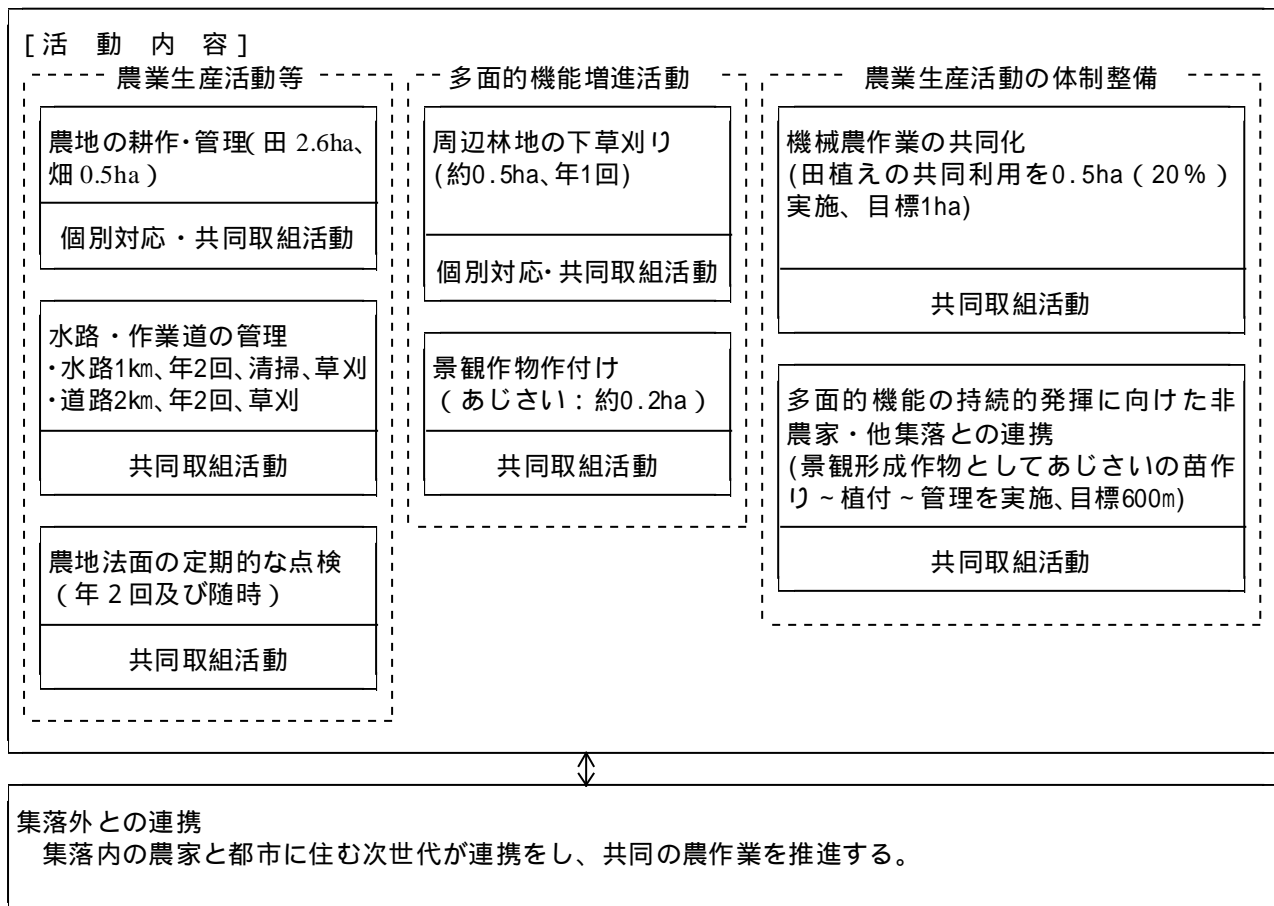 [活 動 内 容]
農業生産活動等
農地の耕作・管理(田 2.6ha、
畑 0.5ha)
個別対応・共同取組活動
水路・作業道の管理
・水路1km、年2回、清掃、草刈
・道路2km、年2回、草刈
共同取組活動
農地法面の定期的な点検
(年2回及び随時)
共同取組活動
多面的機能増進活動
周辺林地の下草刈り
(約0.5ha、年1回)
個別対応・共同取組活動
景観作物作付け
(あじさい:約0.2ha)
共同取組活動
農業生産活動の体制整備
機械農作業の共同化
(田植えの共同利用を0.5ha(20%)
実施、目標1ha)
共同取組活動
多面的機能の持続的発揮に向けた非
農家・他集落との連携
(景観形成作物としてあじさいの苗作
り~植付~管理を実施、目標600m)
共同取組活動
集落外との連携
集落内の農家と都市に住む次世代が連携をし、共同の農作業を推進する。